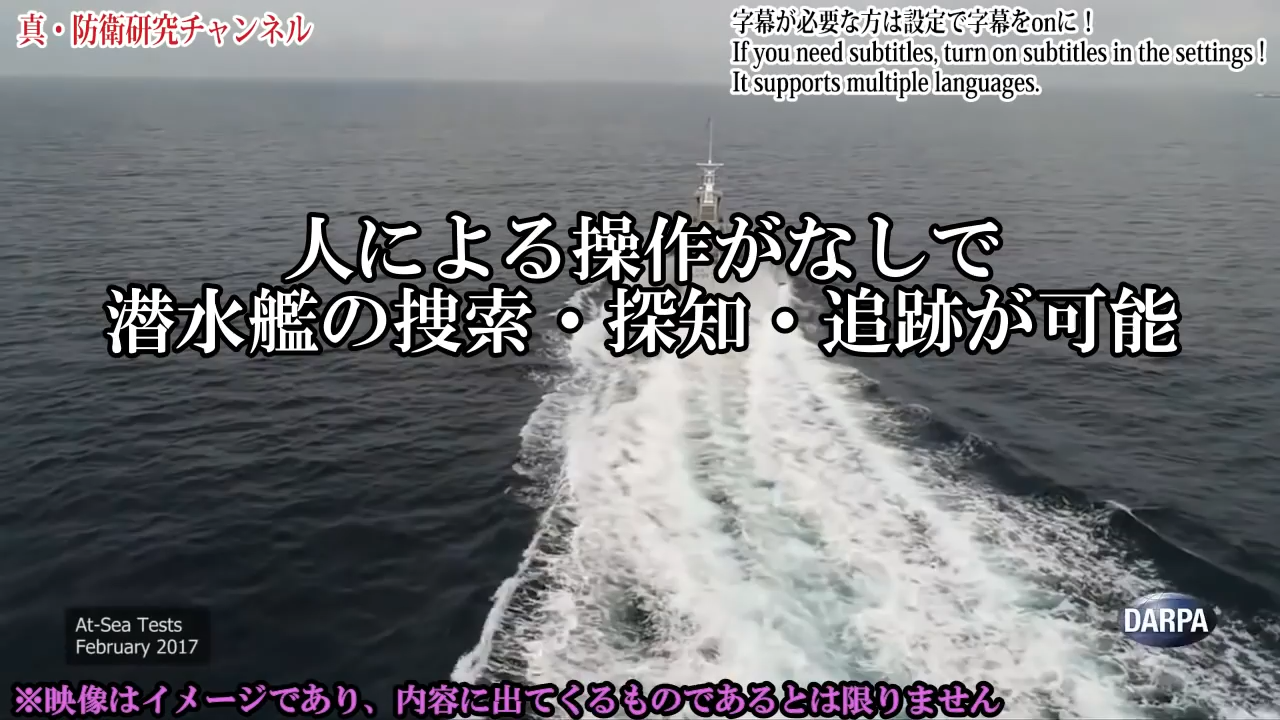 真・防衛研究チャンネル
字幕が必要な方は設定で字幕をonに！
If you need subtitles, turn on subtitles in the settings !
It supports multiple languages.
人による操作がなしで
潜水艦の捜索・探知・追跡が可能
At-Sea Tests
February 2017
DARPA
※映像はイメージであり、内容に出てくるものであるとは限りません